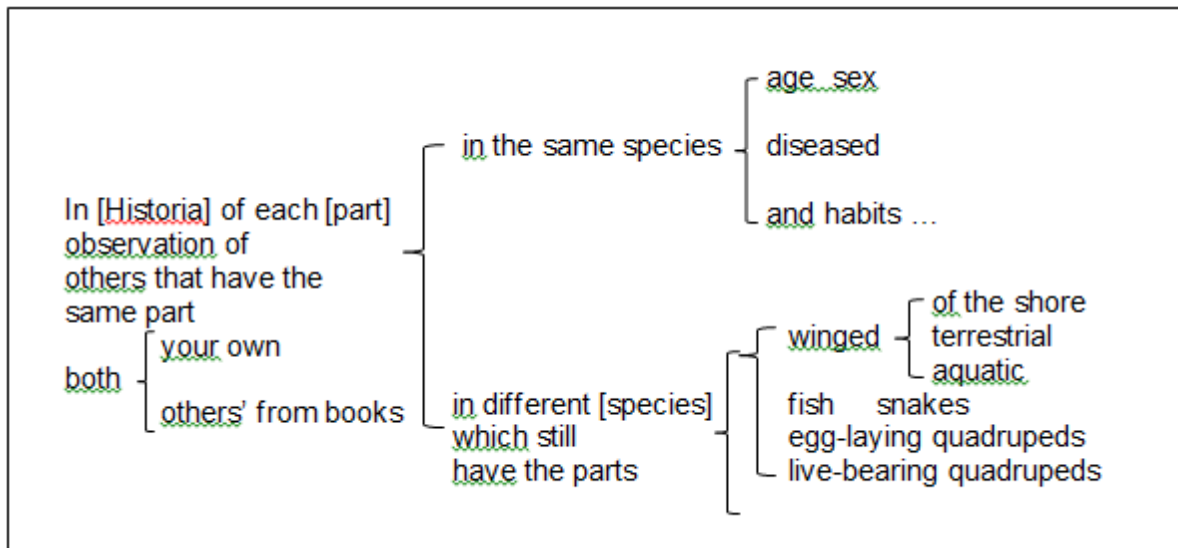 In [Historia] of each [part]
observation of
others that have the
same part
both
your own
others' from books
in the same species
age sex
diseased
and habits …
in different [species]
which still
have the parts
winged
of the shore
terrestrial
aquatic
fish snakes
egg-laying quadrupeds
live-bearing quadrupeds